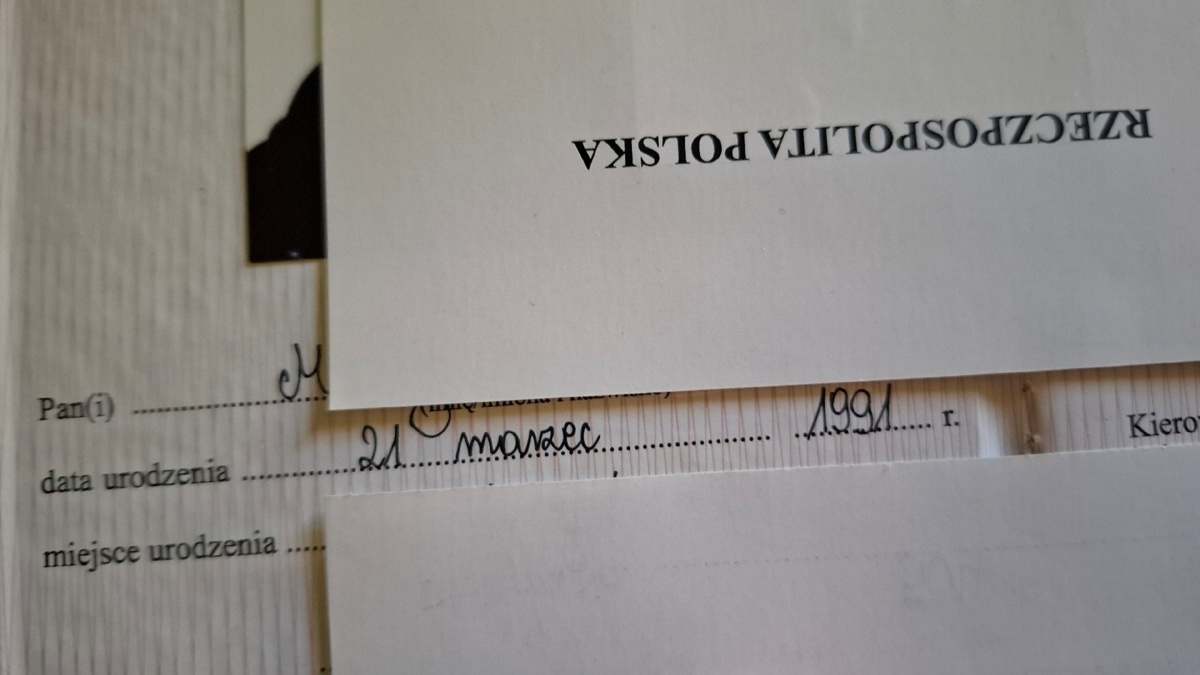 RZECZPOSPOLITA POLSKA
Pan(i) .................... M
data urodzenia ................ 21 ...... marzec ........................ 1991 ..... r.
Kiero
miejsce urodzenia .....